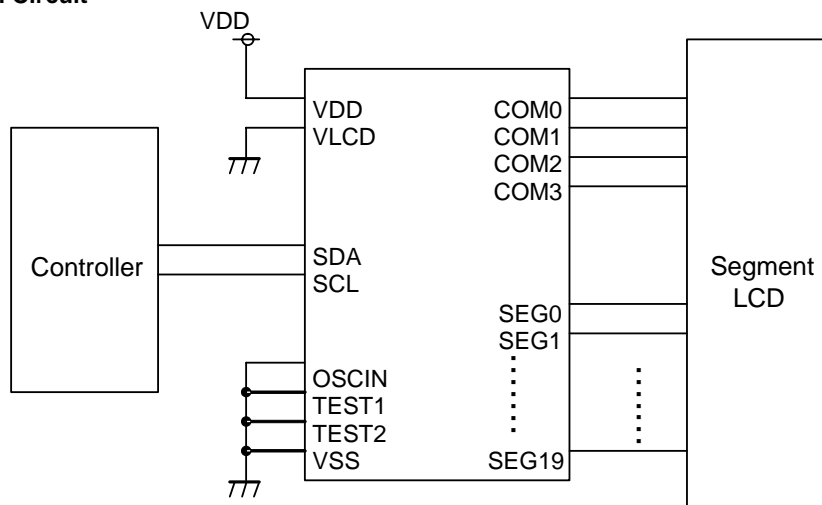 Circuit
VDD
VDD
VLCD
COM0
COM1
COM2
COM3
Controller
SDA
SCL
Segment
LCD
SEG0
SEG1
OSCIN
TEST1
TEST2
VSS
SEG19